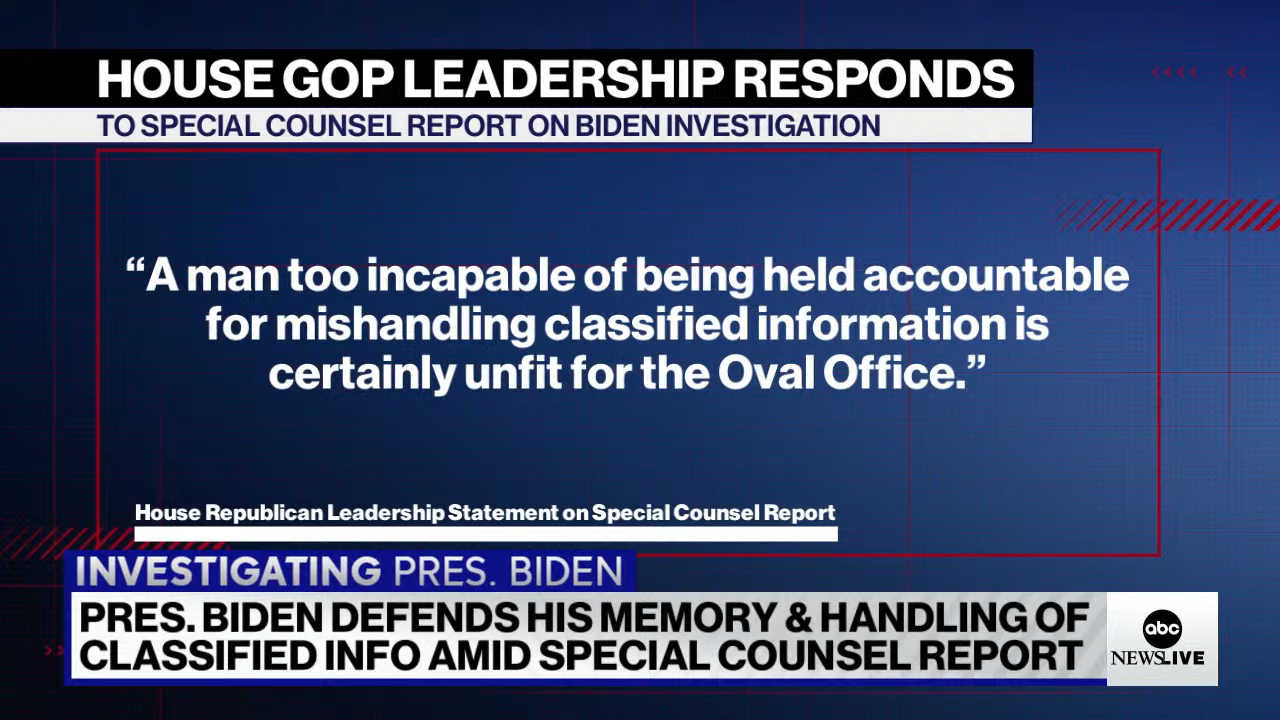 HOUSE GOP LEADERSHIP RESPONDS
TO SPECIAL COUNSEL REPORT ON BIDEN INVESTIGATION
“A man too incapable of being held accountable
for mishandling classified information is
certainly unfit for the Oval Office.”
House Republican Leadership Statement on Special Counsel Report
INVESTIGATING PRES. BIDEN
PRES. BIDEN DEFENDS HIS MEMORY & HANDLING OF
CLASSIFIED INFO AMID SPECIAL COUNSEL REPORT
abc
NEWS LIVE